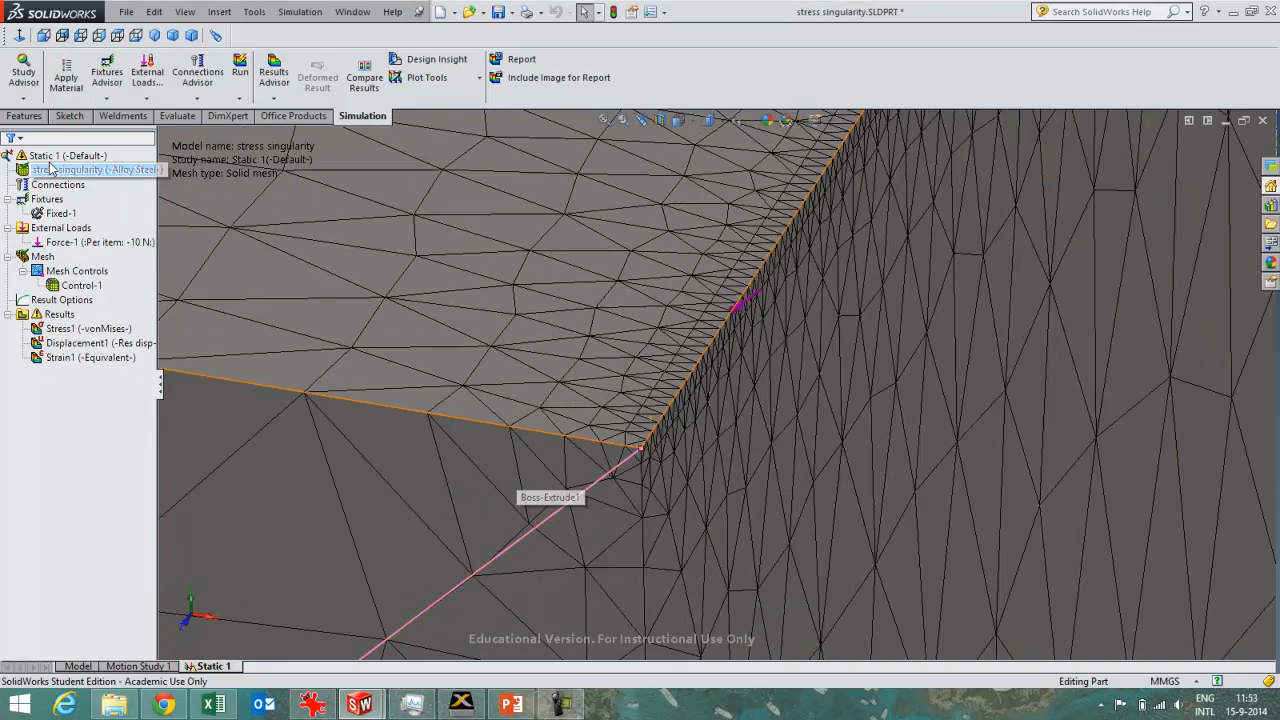 SOLIDWORKS
File Edit View Insert Tools Simulation Window Help
stress singularity.SLDPRT *
Search SolidWorks Help
Study Advisor
Apply Material
Fixtures Advisor
External Loads...
Connections Advisor
Run
Results Advisor
Deformed Result
Compare Results
Design Insight
Plot Tools
Report
Include Image for Report
Features Sketch Weldments Evaluate DimXpert Office Products Simulation
Static 1 (-Default-)
stress singularity (-Alloy Steel-)
Connections
Fixtures
Fixed-1
External Loads
Force-1 (:Per item: -10 N:)
Mesh
Mesh Controls
Control-1
Result Options
Results
Stress1 (-vonMises-)
Displacement1 (-Res disp-
Strain1 (-Equivalent-)
Model name: stress singularity
Study name: Static 1(-Default-)
Mesh type: Solid mesh
Boss-Extrude1
Educational Version. For Instructional Use Only
Model Motion Study 1 Static 1
SolidWorks Student Edition - Academic Use Only
Editing Part
MMGS
ENG
INTL
11:53
15-9-2014